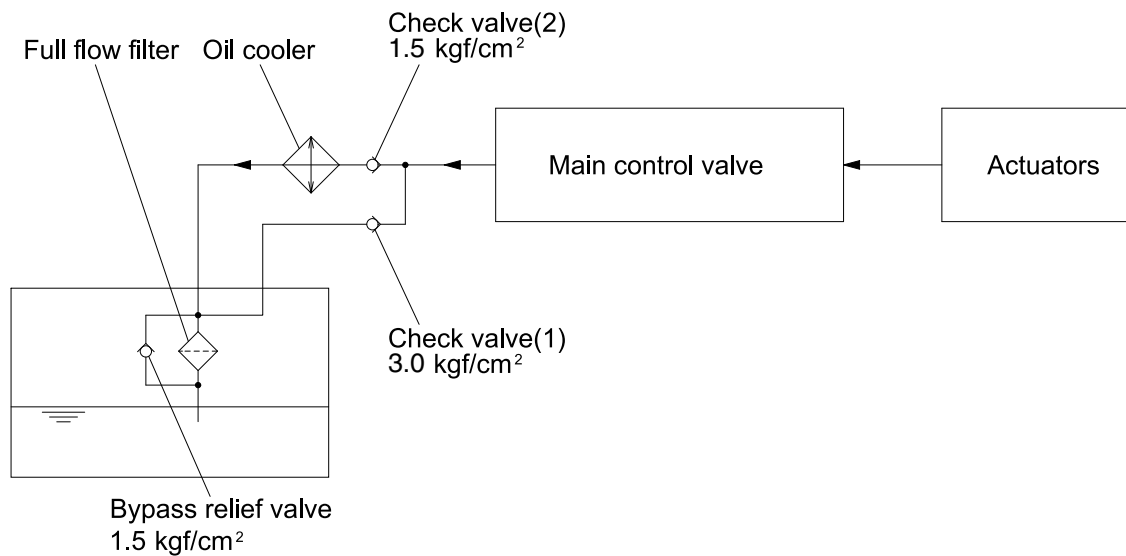 Check valve(2)
1.5 kgf/cm²
Full flow filter
Oil cooler
Main control valve
Actuators
Check valve(1)
3.0 kgf/cm²
Bypass relief valve
1.5 kgf/cm²